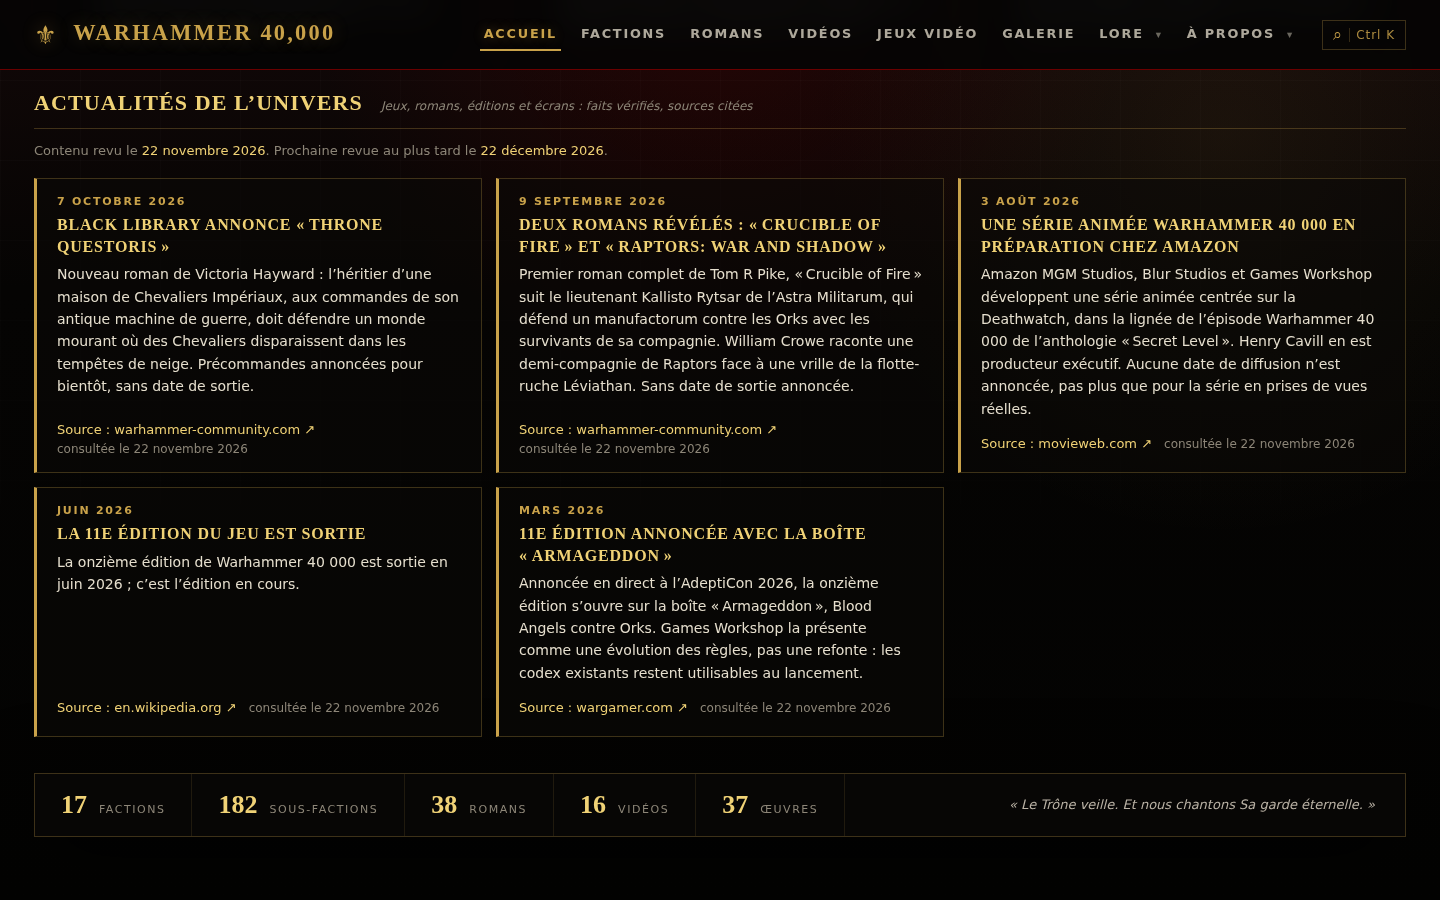 ⚜ WARHAMMER 40,000
ACCUEIL FACTIONS ROMANS VIDÉOS JEUX VIDÉO GALERIE LORE ▾ À PROPOS ▾ ⌕ Ctrl K
ACTUALITÉS DE L’UNIVERS Jeux, romans, éditions et écrans : faits vérifiés, sources citées
Contenu revu le 22 novembre 2026. Prochaine revue au plus tard le 22 décembre 2026.
7 OCTOBRE 2026
BLACK LIBRARY ANNONCE « THRONE
QUESTORIS »
Nouveau roman de Victoria Hayward : l’héritier d’une
maison de Chevaliers Impériaux, aux commandes de son
antique machine de guerre, doit défendre un monde
mourant où des Chevaliers disparaissent dans les
tempêtes de neige. Précommandes annoncées pour
bientôt, sans date de sortie.
Source : warhammer-community.com ↗
consultée le 22 novembre 2026
9 SEPTEMBRE 2026
DEUX ROMANS RÉVÉLÉS : « CRUCIBLE OF
FIRE » ET « RAPTORS: WAR AND SHADOW »
Premier roman complet de Tom R Pike, « Crucible of Fire »
suit le lieutenant Kallisto Rytsar de l’Astra Militarum, qui
défend un manufactorum contre les Orks avec les
survivants de sa compagnie. William Crowe raconte une
demi-compagnie de Raptors face à une vrille de la flotte-
ruche Léviathan. Sans date de sortie annoncée.
Source : warhammer-community.com ↗
consultée le 22 novembre 2026
3 AOÛT 2026
UNE SÉRIE ANIMÉE WARHAMMER 40 000 EN
PRÉPARATION CHEZ AMAZON
Amazon MGM Studios, Blur Studios et Games Workshop
développent une série animée centrée sur la
Deathwatch, dans la lignée de l’épisode Warhammer 40
000 de l’anthologie « Secret Level ». Henry Cavill en est
producteur exécutif. Aucune date de diffusion n’est
annoncée, pas plus que pour la série en prises de vues
réelles.
Source : movieweb.com ↗ consultée le 22 novembre 2026
JUIN 2026
LA 11E ÉDITION DU JEU EST SORTIE
La onzième édition de Warhammer 40 000 est sortie en
juin 2026 ; c’est l’édition en cours.
Source : en.wikipedia.org ↗ consultée le 22 novembre 2026
MARS 2026
11E ÉDITION ANNONCÉE AVEC LA BOÎTE
« ARMAGEDDON »
Annoncée en direct à l’AdeptiCon 2026, la onzième
édition s’ouvre sur la boîte « Armageddon », Blood
Angels contre Orks. Games Workshop la présente
comme une évolution des règles, pas une refonte : les
codex existants restent utilisables au lancement.
Source : wargamer.com ↗ consultée le 22 novembre 2026
17 FACTIONS 182 SOUS-FACTIONS 38 ROMANS 16 VIDÉOS 37 ŒUVRES « Le Trône veille. Et nous chantons Sa garde éternelle. »